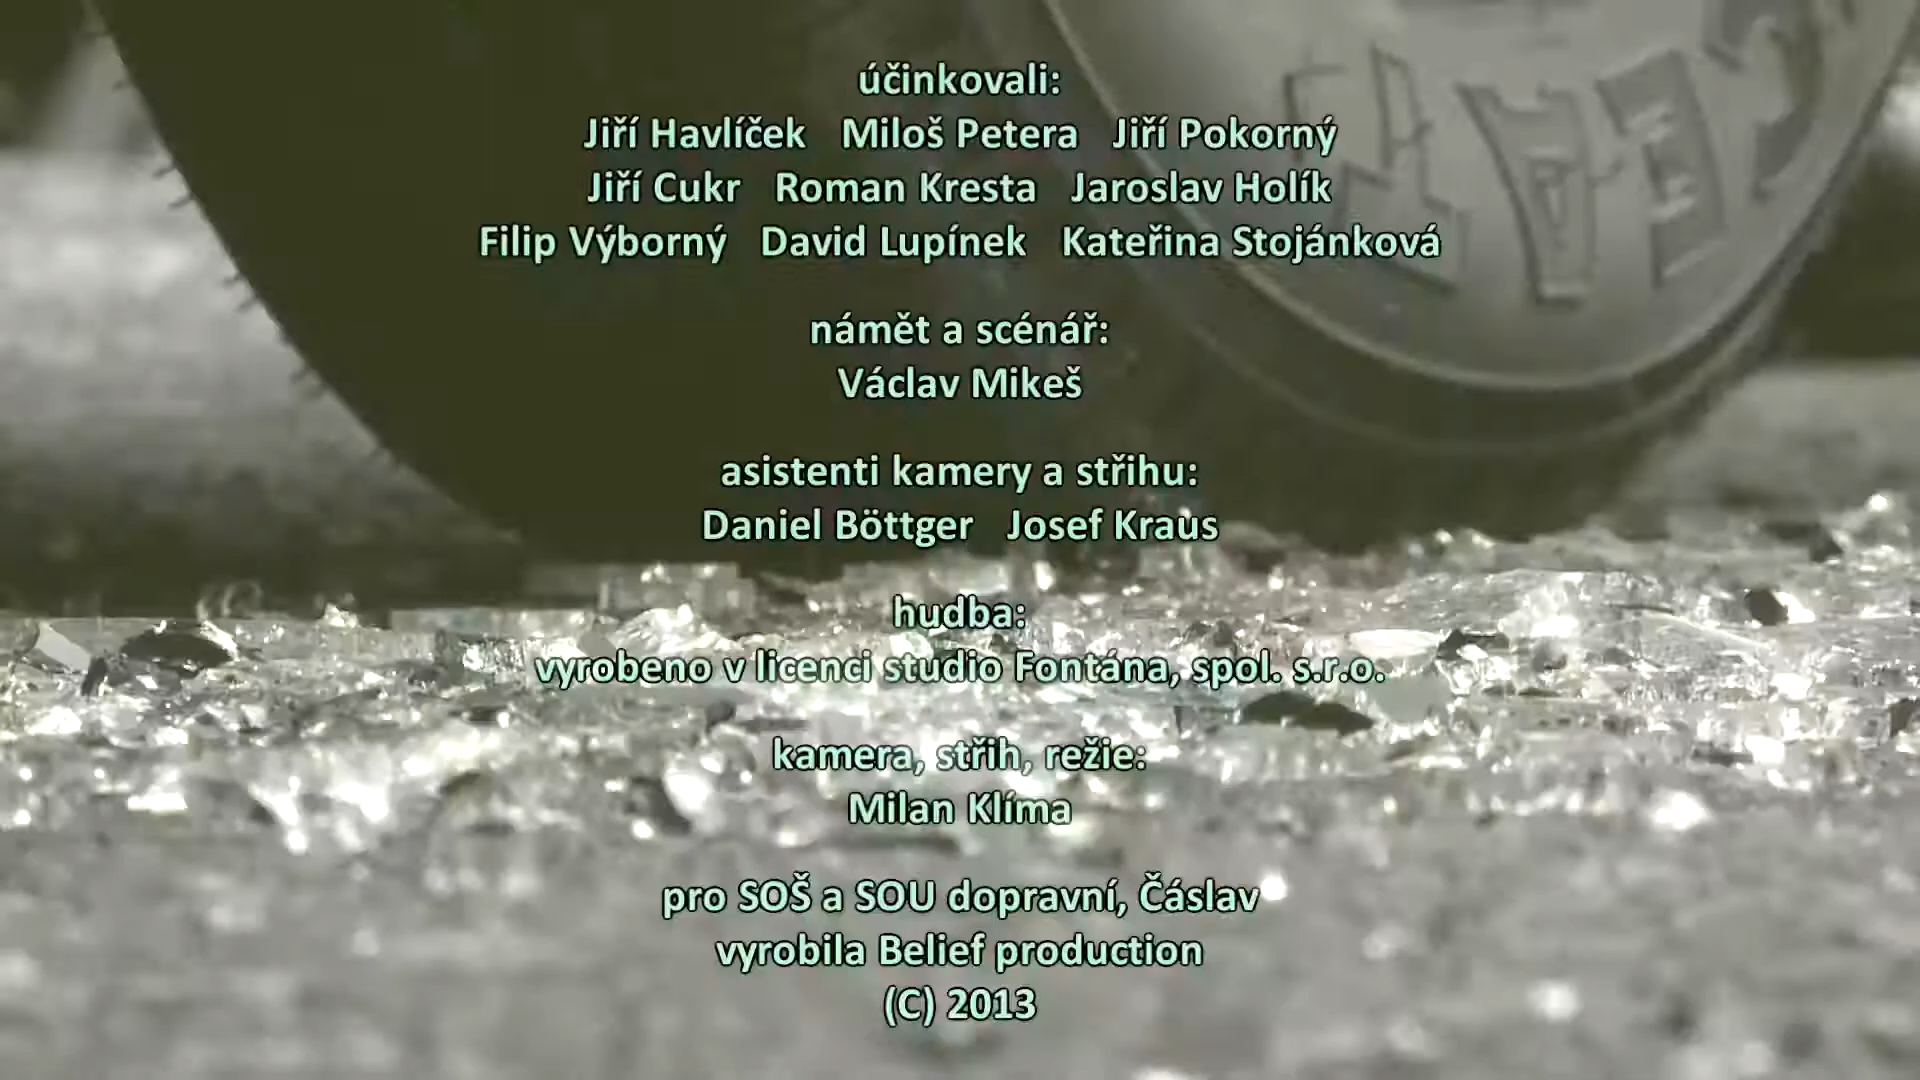 účinkovali:
Jiří Havlíček Miloš Petera Jiří Pokorný
Jiří Cukr Roman Kresta Jaroslav Holík
Filip Výborný David Lupínek Kateřina Stojánková
námět a scénář:
Václav Mikeš
asistenti kamery a střihu:
Daniel Böttger Josef Kraus
hudba:
vyrobeno v licenci studio Fontána, spol. s.r.o.
kamera, střih, režie:
Milan Klíma
pro SOŠ a SOU dopravní, Čáslav
vyrobila Belief production
(C) 2013